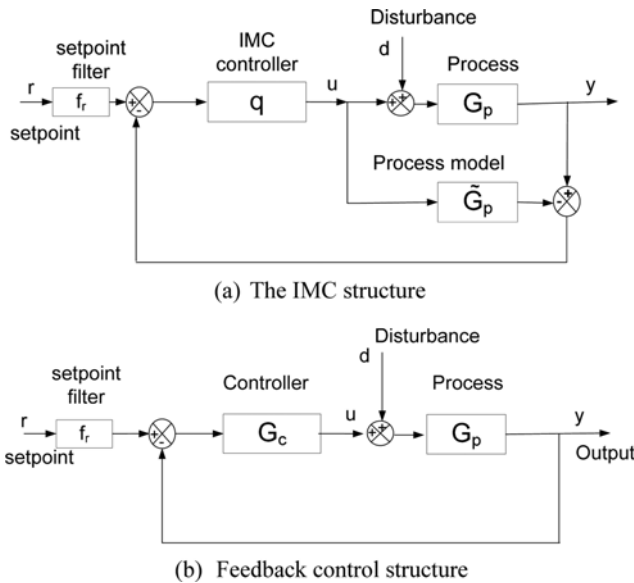 Disturbance
d
setpoint
filter
IMC
controller
Process
r
f_r
+
-
q
u
+
+
G_p
y
setpoint
Process model
G̃_p
+
-
(a) The IMC structure
Disturbance
d
setpoint
filter
Controller
Process
r
f_r
+
-
G_c
u
+
+
G_p
y
setpoint
Output
(b) Feedback control structure